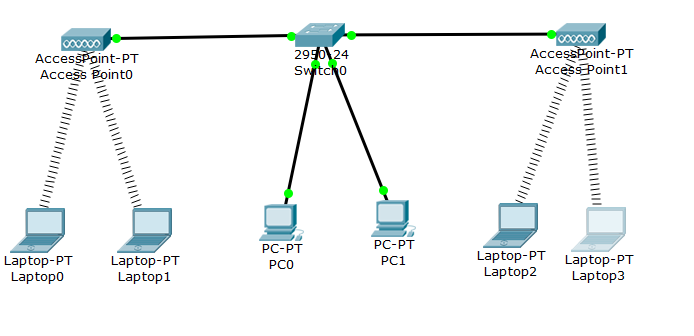 AccessPoint-PT
Access Point0
2950-24
Switch0
AccessPoint-PT
Access Point1
Laptop-PT
Laptop0
Laptop-PT
Laptop1
PC-PT
PC0
PC-PT
PC1
Laptop-PT
Laptop2
Laptop-PT
Laptop3